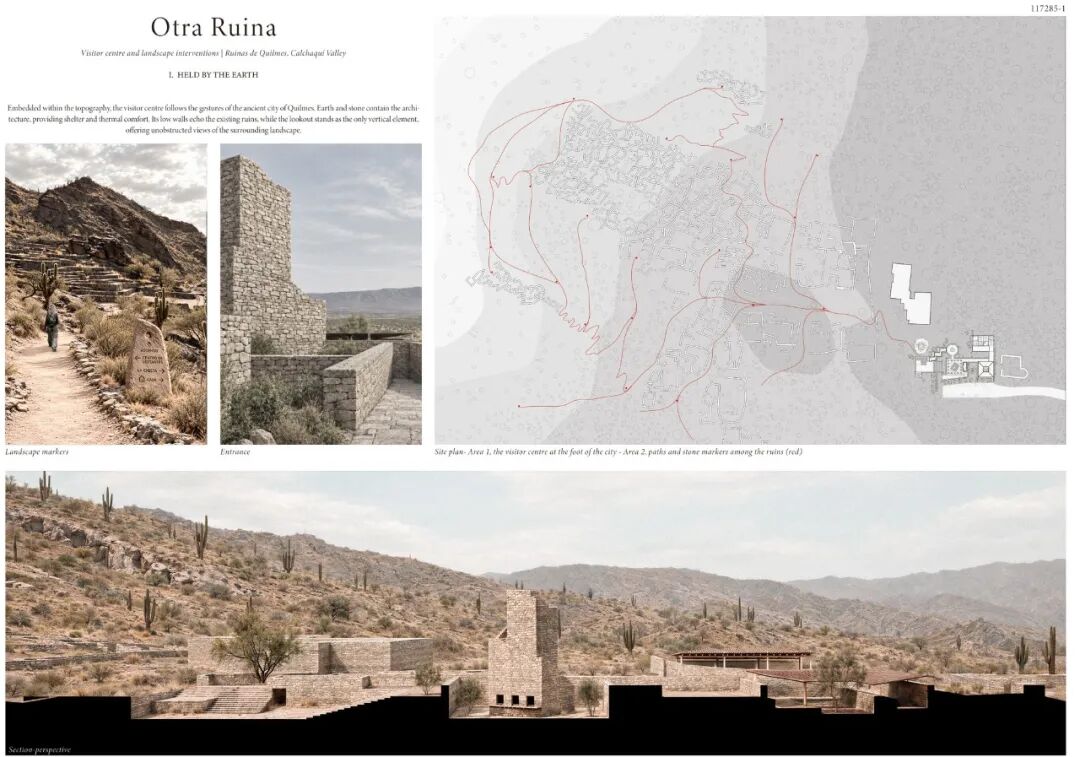 117285-1
Otra Ruina
Visitor centre and landscape interventions | Ruinas de Quilmes, Calchaquí Valley
I. HELD BY THE EARTH
Embedded within the topography, the visitor centre follows the gestures of the ancient city of Quilmes. Earth and stone contain the archi-
tecture, providing shelter and thermal comfort. Its low walls echo the existing ruins, while the lookout stands as the only vertical element,
offering unobstructed views of the surrounding landscape.
Landscape markers
Entrance
Site plan- Area 1, the visitor centre at the foot of the city - Area 2, paths and stone markers among the ruins (red)
Section-perspective